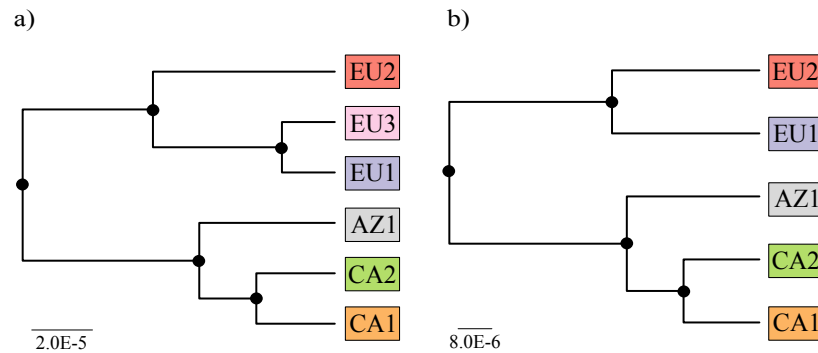 a)
EU2
EU3
EU1
AZ1
CA2
CA1
2.0E-5
b)
EU2
EU1
AZ1
CA2
CA1
8.0E-6